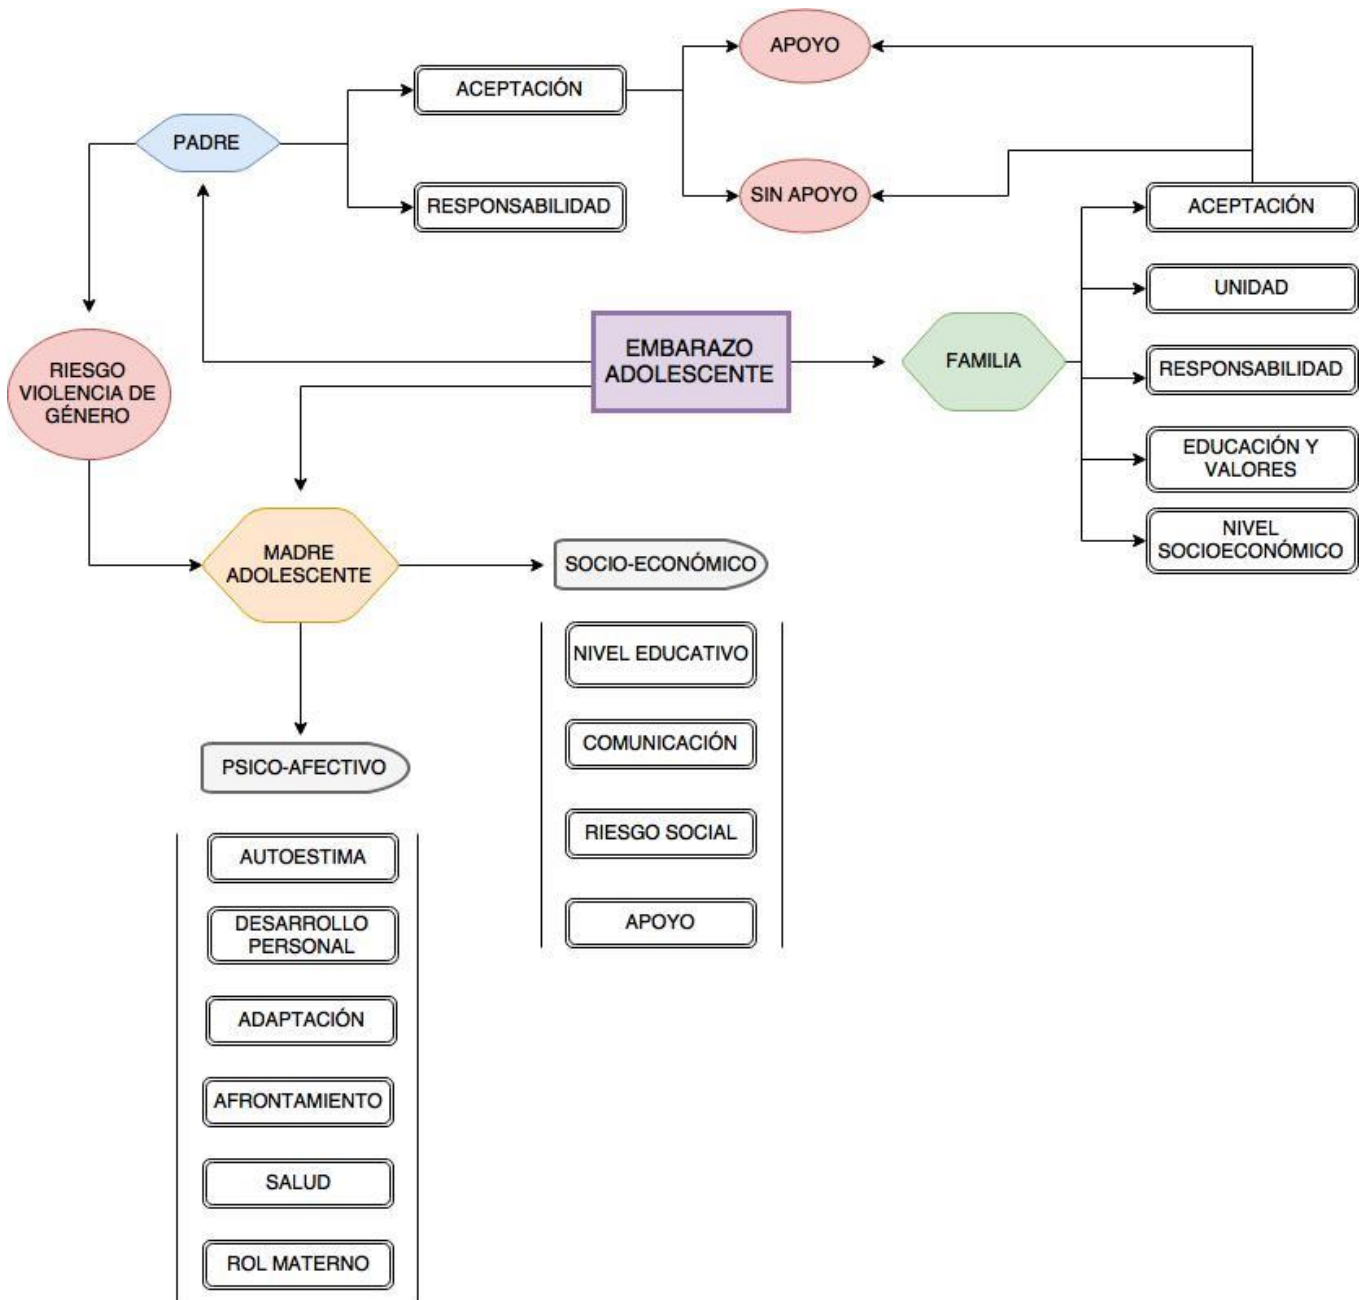 APOYO
ACEPTACIÓN
PADRE
SIN APOYO
RESPONSABILIDAD
ACEPTACIÓN
UNIDAD
EMBARAZO
ADOLESCENTE
FAMILIA
RESPONSABILIDAD
RIESGO
VIOLENCIA DE
GÉNERO
EDUCACIÓN Y
VALORES
NIVEL
SOCIOECONÓMICO
MADRE
ADOLESCENTE
SOCIO-ECONÓMICO
NIVEL EDUCATIVO
COMUNICACIÓN
RIESGO SOCIAL
APOYO
PSICO-AFECTIVO
AUTOESTIMA
DESARROLLO
PERSONAL
ADAPTACIÓN
AFRONTAMIENTO
SALUD
ROL MATERNO